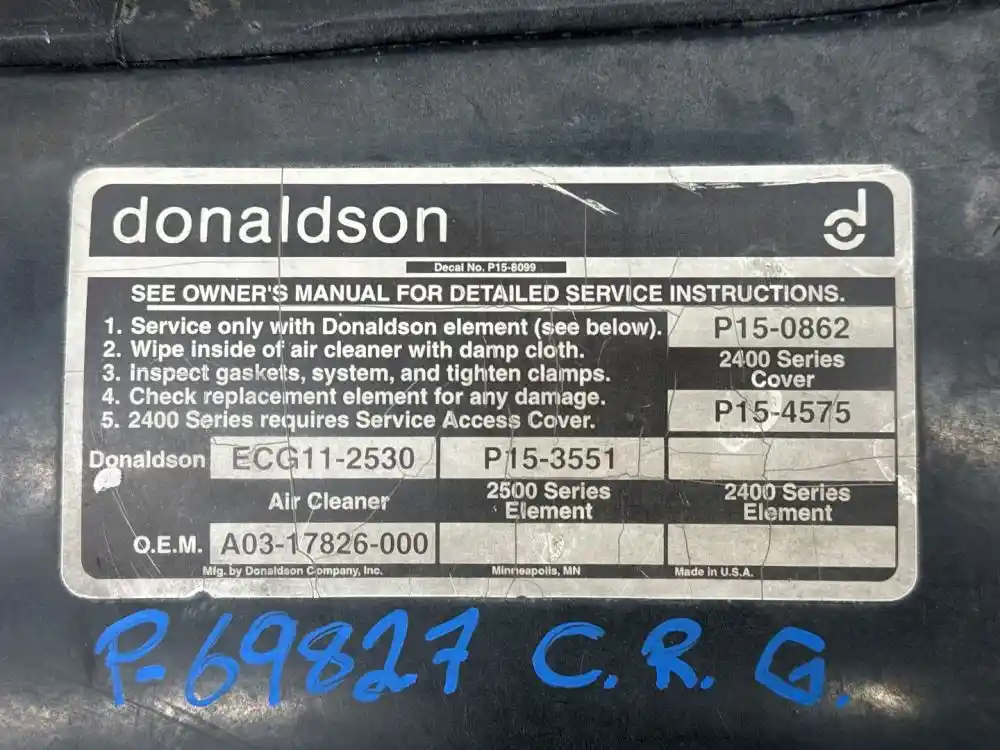 donaldson
Decal No. P15-8099
SEE OWNER'S MANUAL FOR DETAILED SERVICE INSTRUCTIONS.
1. Service only with Donaldson element (see below).
2. Wipe inside of air cleaner with damp cloth.
3. Inspect gaskets, system, and tighten clamps.
4. Check replacement element for any damage.
5. 2400 Series requires Service Access Cover.
P15-0862
2400 Series
Cover
P15-4575
Donaldson ECG11-2530 P15-3551
Air Cleaner
2500 Series
Element
2400 Series
Element
O.E.M. A03-17826-000
Mfg. by Donaldson Company, Inc. Minneapolis, MN Made in U.S.A.
P-69827 C.R.G.